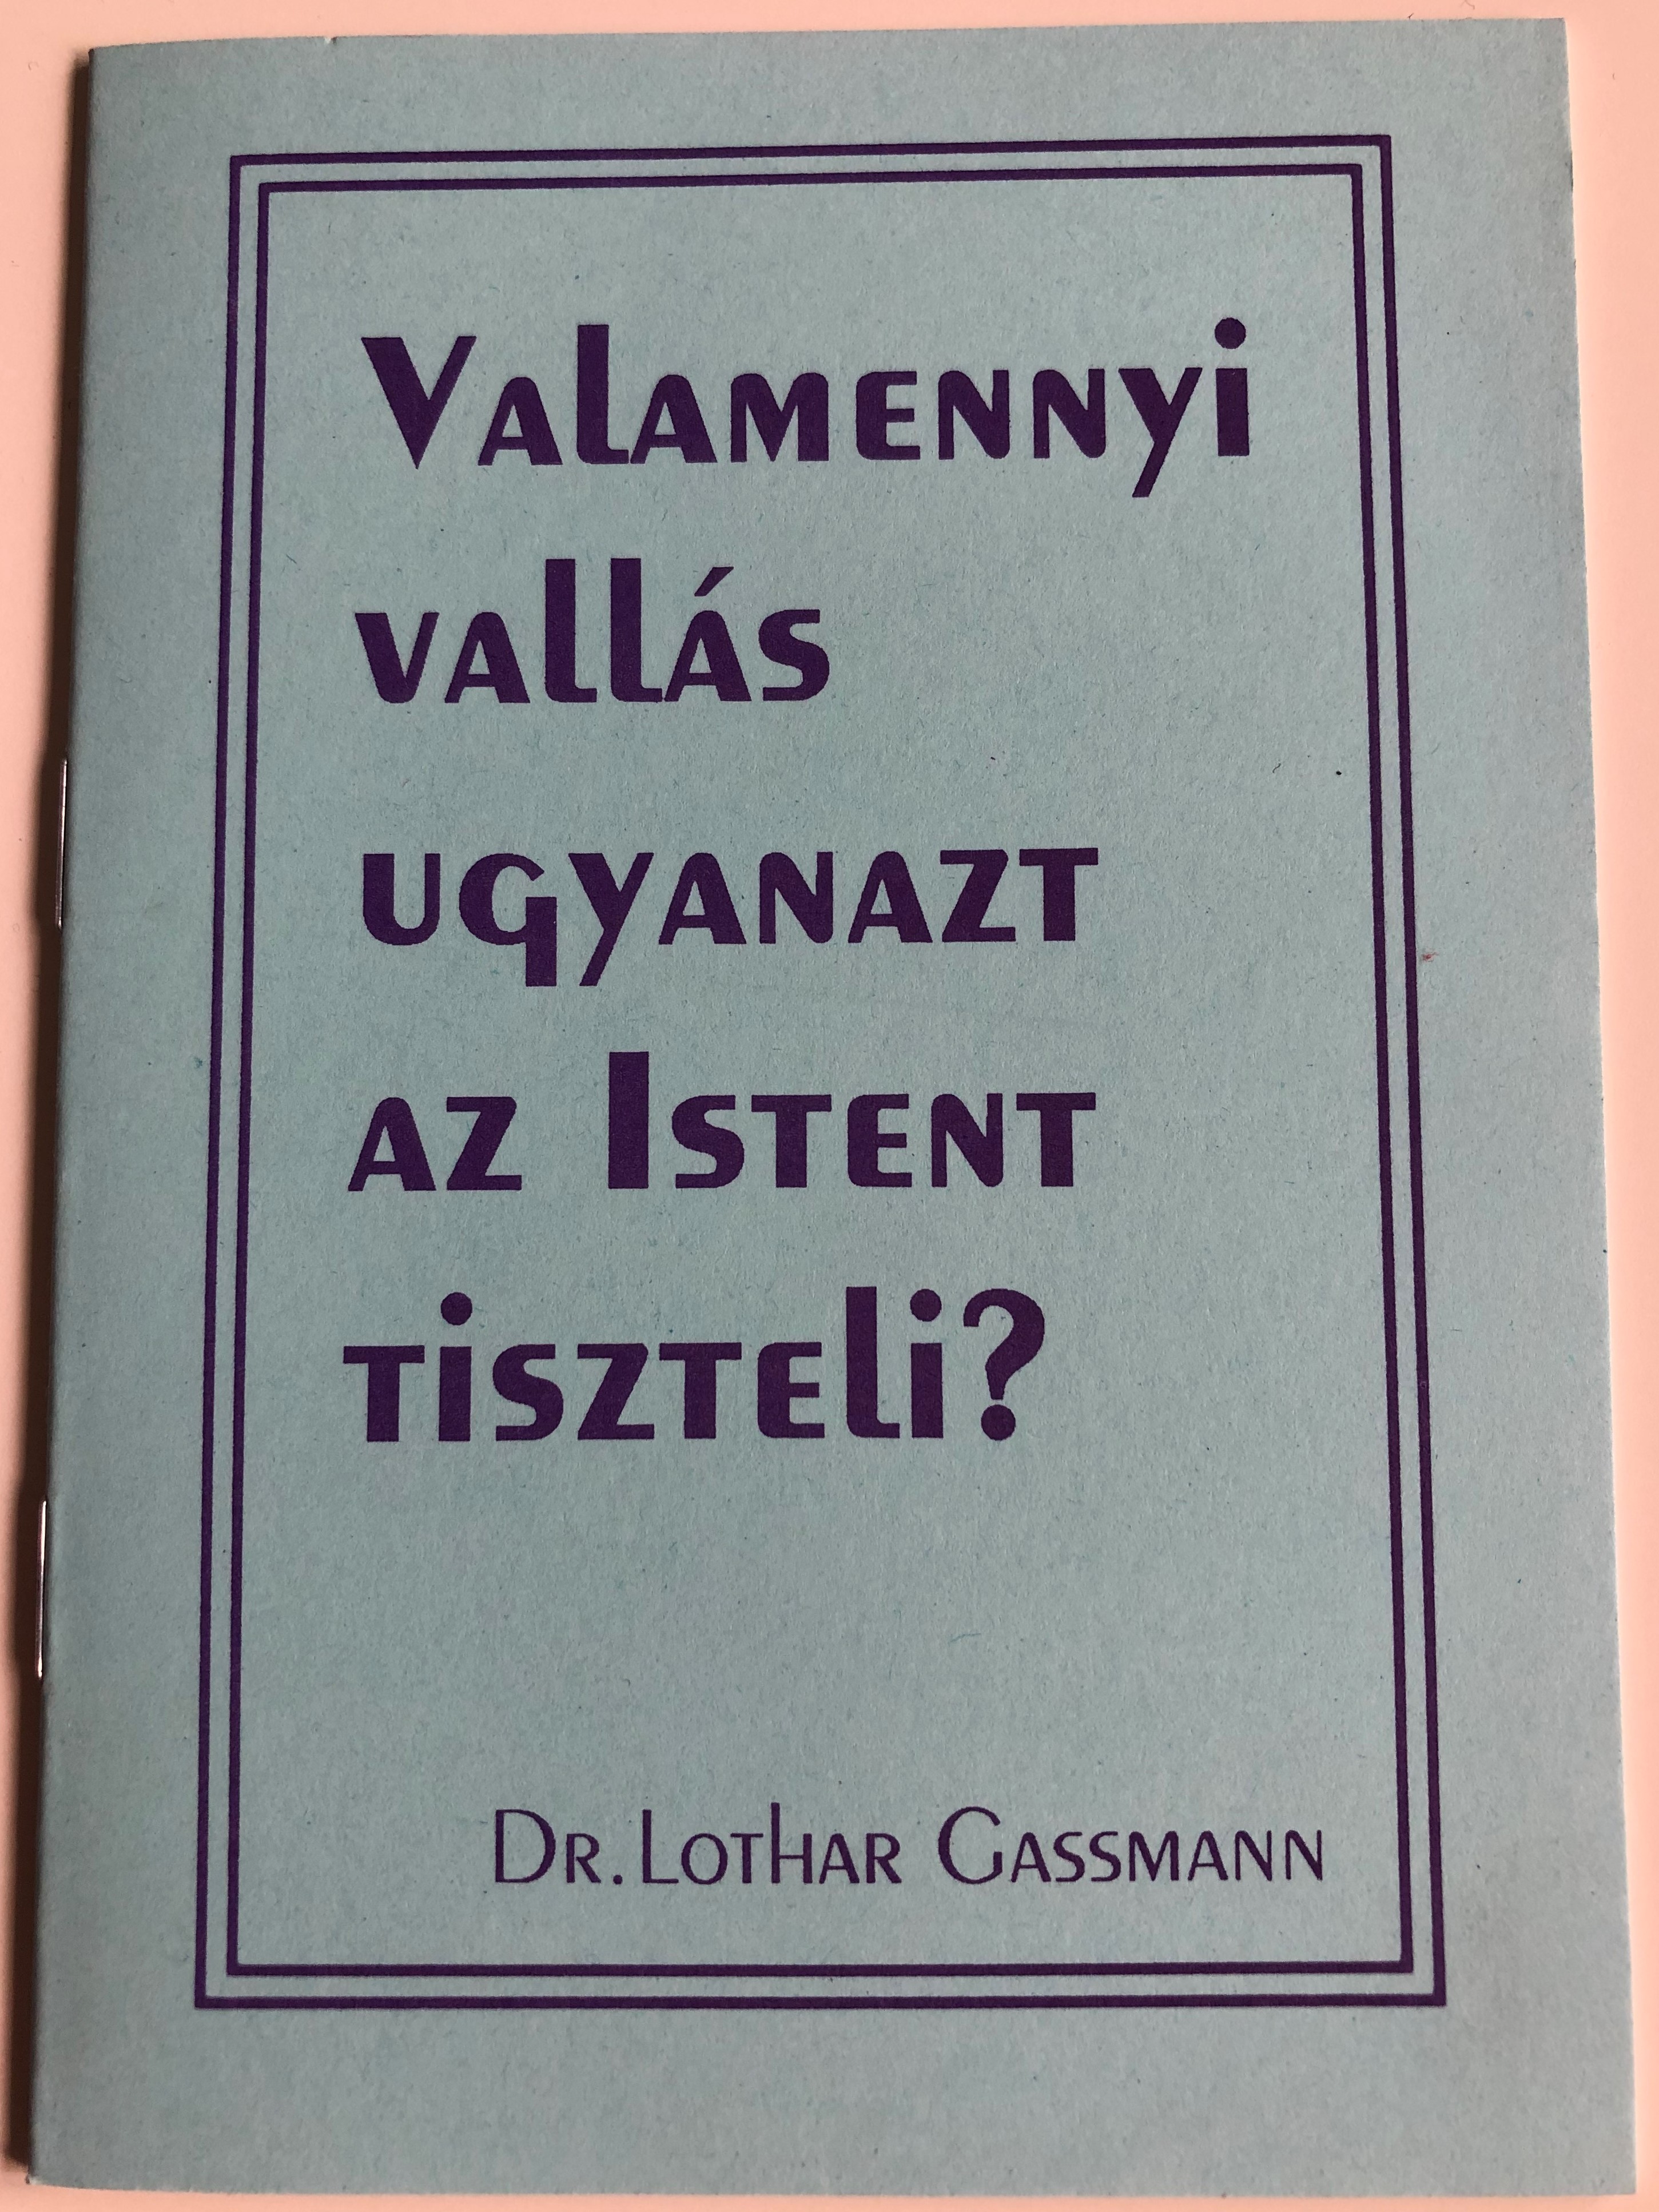 Valamennyi
vallás
ugyanazt
az Istent
tiszteli?
Dr. Lothar Gassmann